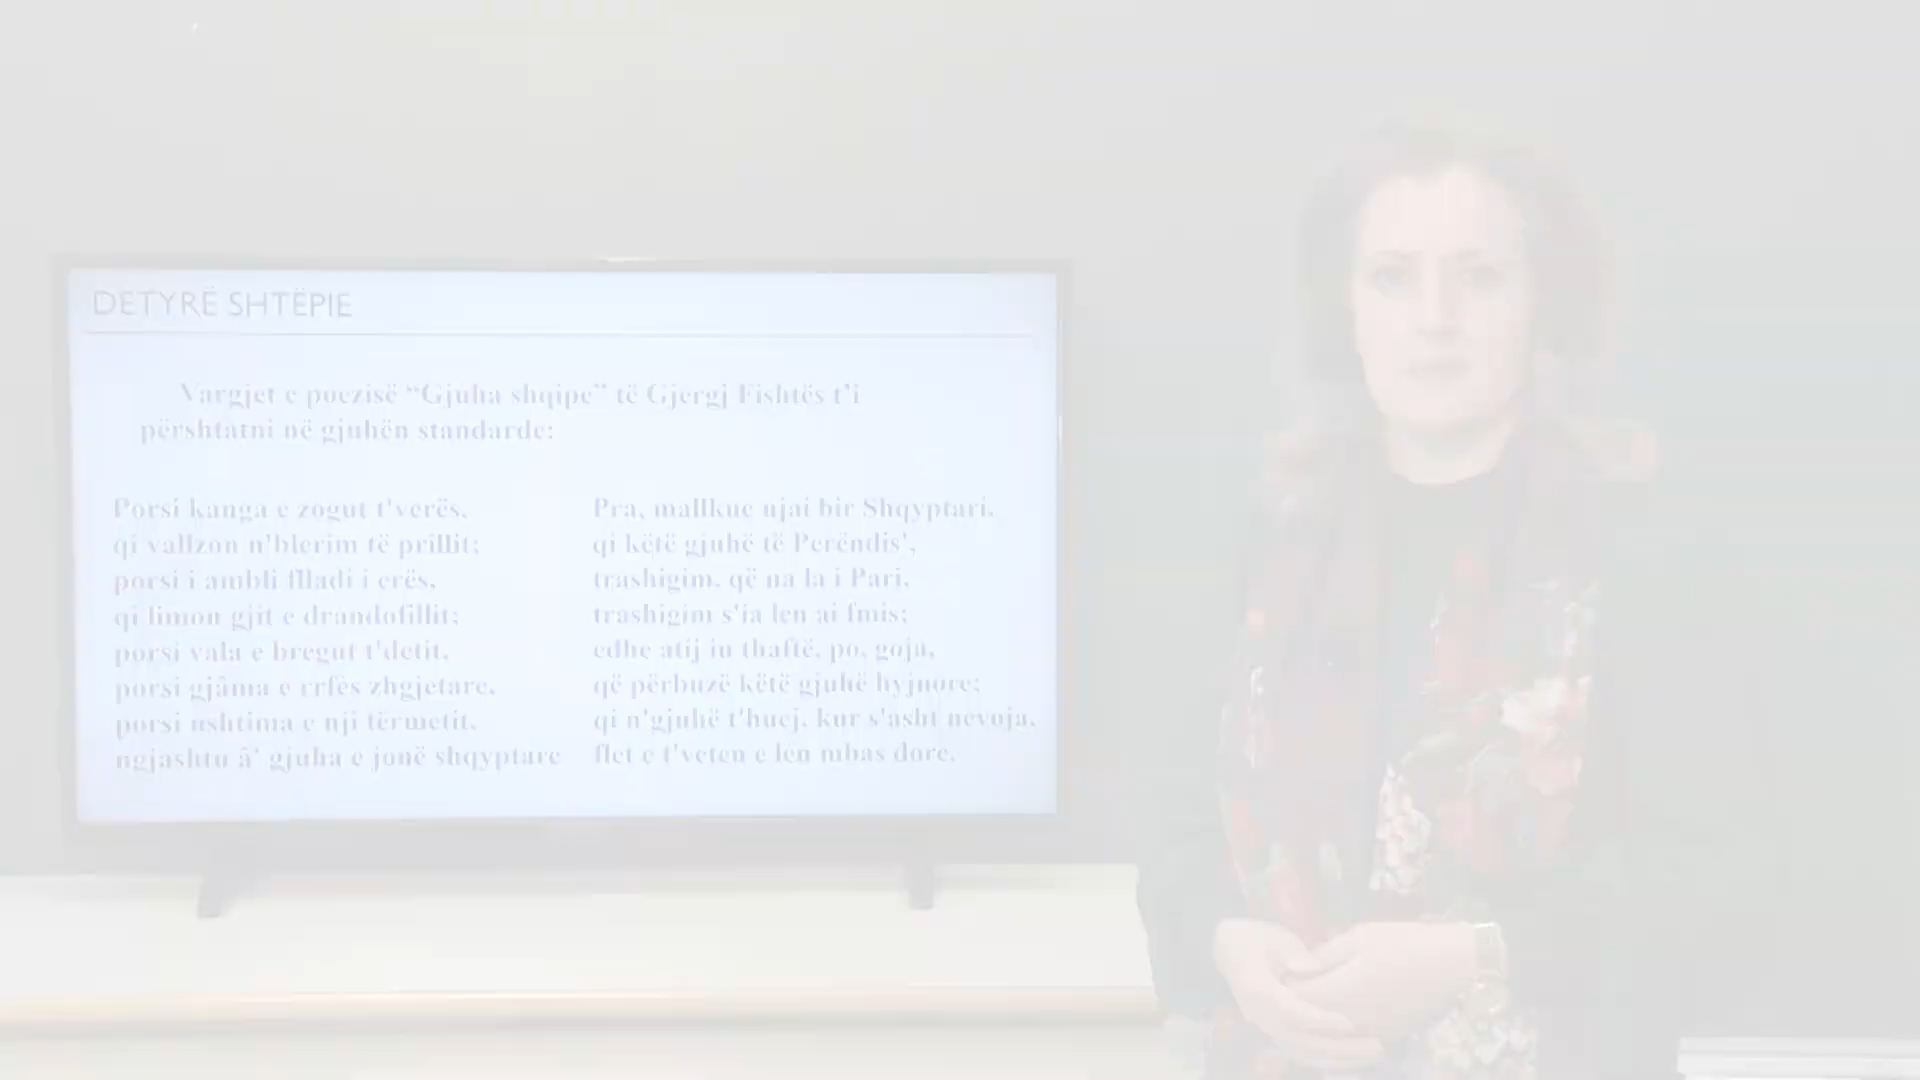 DETYRË SHTËPIE
Vargjet e poezisë “Gjuha shqipe” të Gjergj Fishtës t’i
përshtatni në gjuhën standarde:
Porsi kanga e zogut t'verës,
qi vallzon n'blerim të prillit;
porsi i ambli flladi i erës,
qi limon gjit e drandofillit;
porsi vala e bregut t'detit,
porsi gjâma e rrfés zhgjetare,
porsi ushtima e nji tërmetit,
ngjashtu â' gjuha e jonë shqyptare
Pra, mallkue njai bir Shqyptari,
qi këtë gjuhë të Perëndis',
trashigim, që na la i Pari,
trashigim s'ia len ai fmis;
edhe atij iu thaftë, po, goja,
që përbuzë këtë gjuhë hyjnore;
qi n'gjuhë t'huej, kur s'asht nevoja,
flet e t'veten e lën mbas dore.